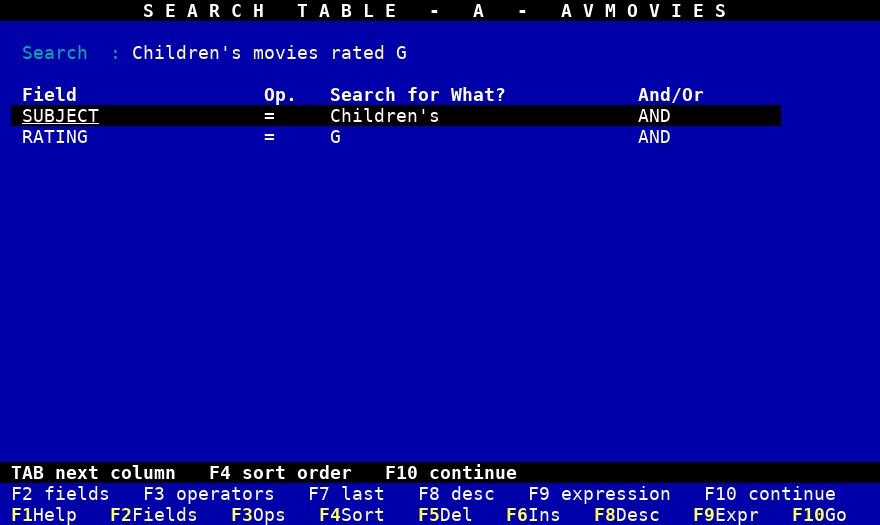 S E A R C H   T A B L E   -   A   -   A V M O V I E S
Search  : Children's movies rated G
Field   Op.   Search for What?   And/Or
SUBJECT   =   Children's   AND
RATING   =   G   AND
TAB next column   F4 sort order   F10 continue
F2 fields   F3 operators   F7 last   F8 desc   F9 expression   F10 continue
F1Help   F2Fields   F3Ops   F4Sort   F5Del   F6Ins   F8Desc   F9Expr   F10Go